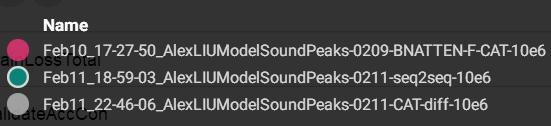 Name
Feb10_17-27-50_AlexLIUModelSoundPeaks-0209-BNATTEN-F-CAT-10e6
Feb11_18-59-03_AlexLIUModelSoundPeaks-0211-seq2seq-10e6
Feb11_22-46-06_AlexLIUModelSoundPeaks-0211-CAT-diff-10e6